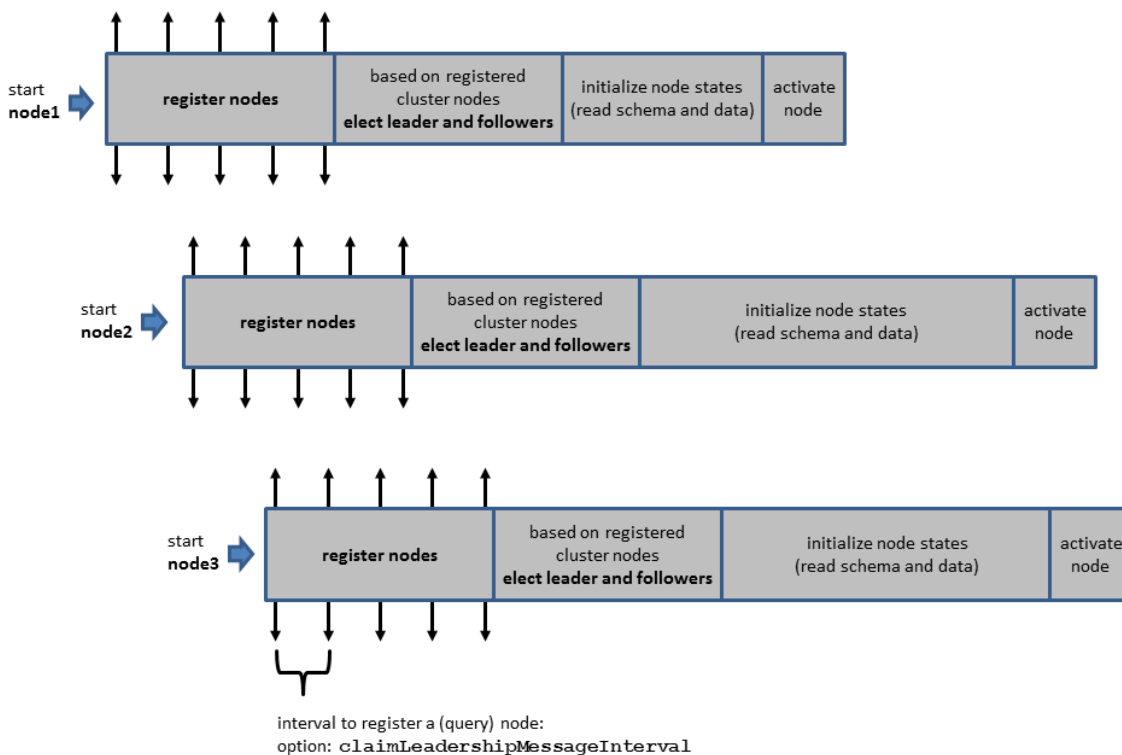 start
node1
register nodes
based on registered
cluster nodes
elect leader and followers
initialize node states
(read schema and data)
activate
node
start
node2
register nodes
based on registered
cluster nodes
elect leader and followers
initialize node states
(read schema and data)
activate
node
start
node3
register nodes
based on registered
cluster nodes
elect leader and followers
initialize node states
(read schema and data)
activate
node
interval to register a (query) node:
option: claimLeadershipMessageInterval